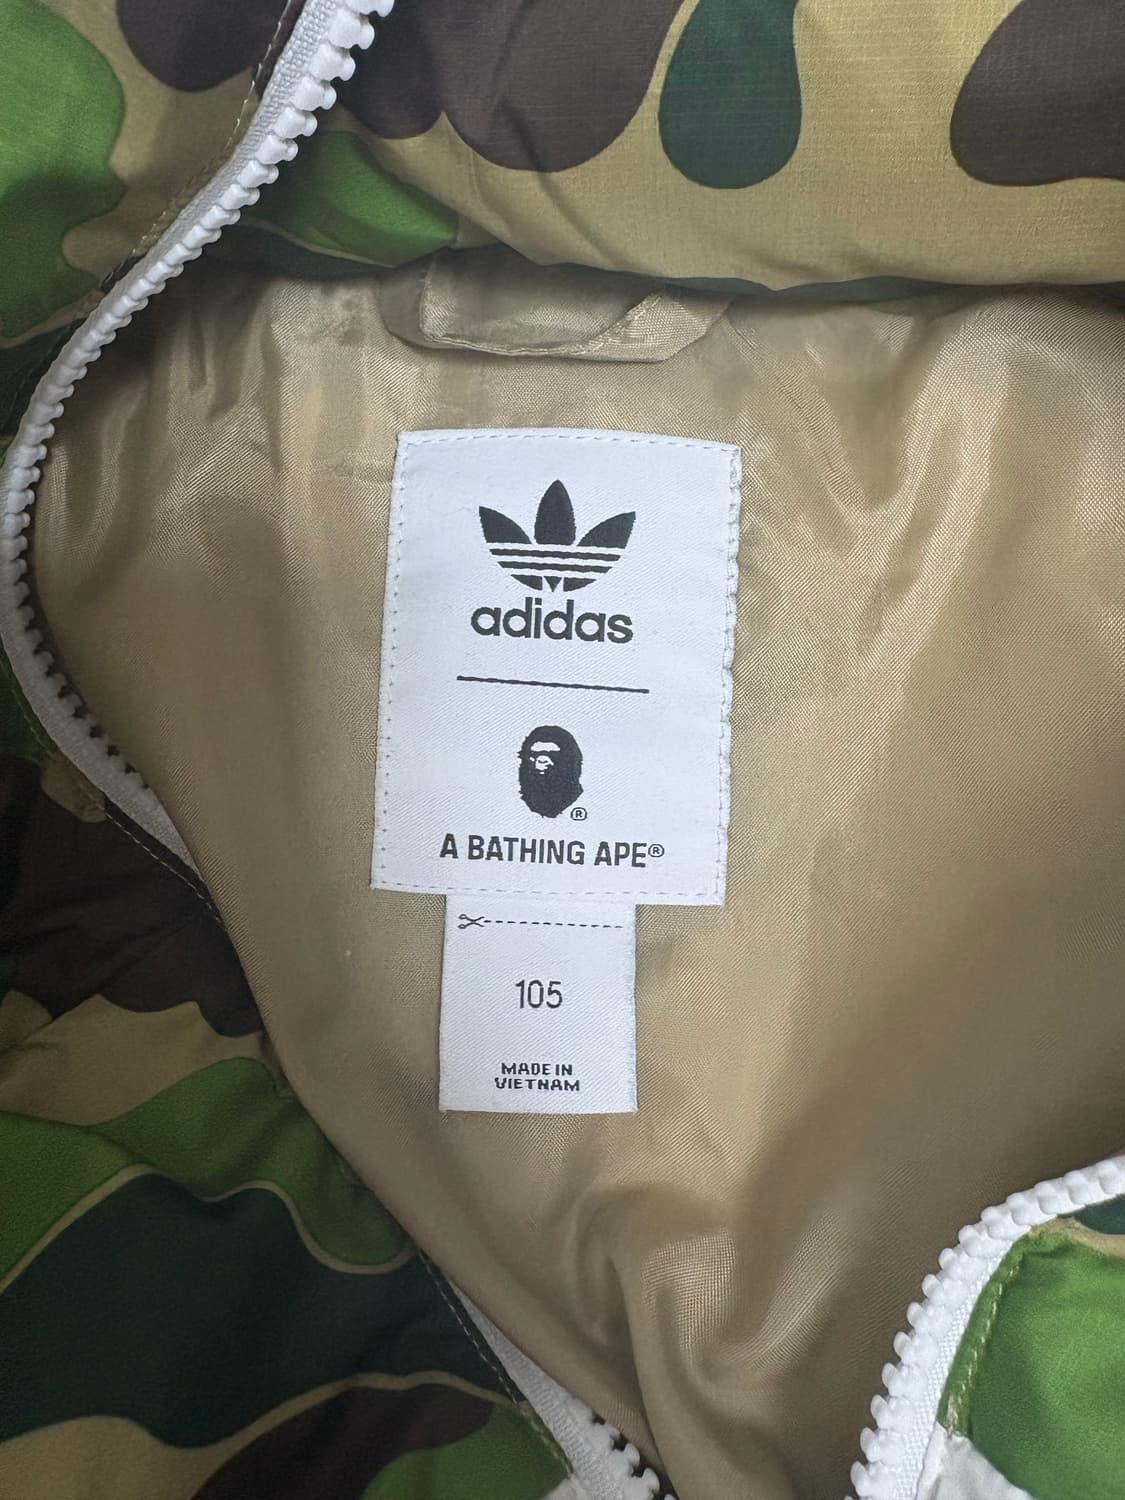 adidas
®
A BATHING APE®
105
MADE IN
VIETNAM